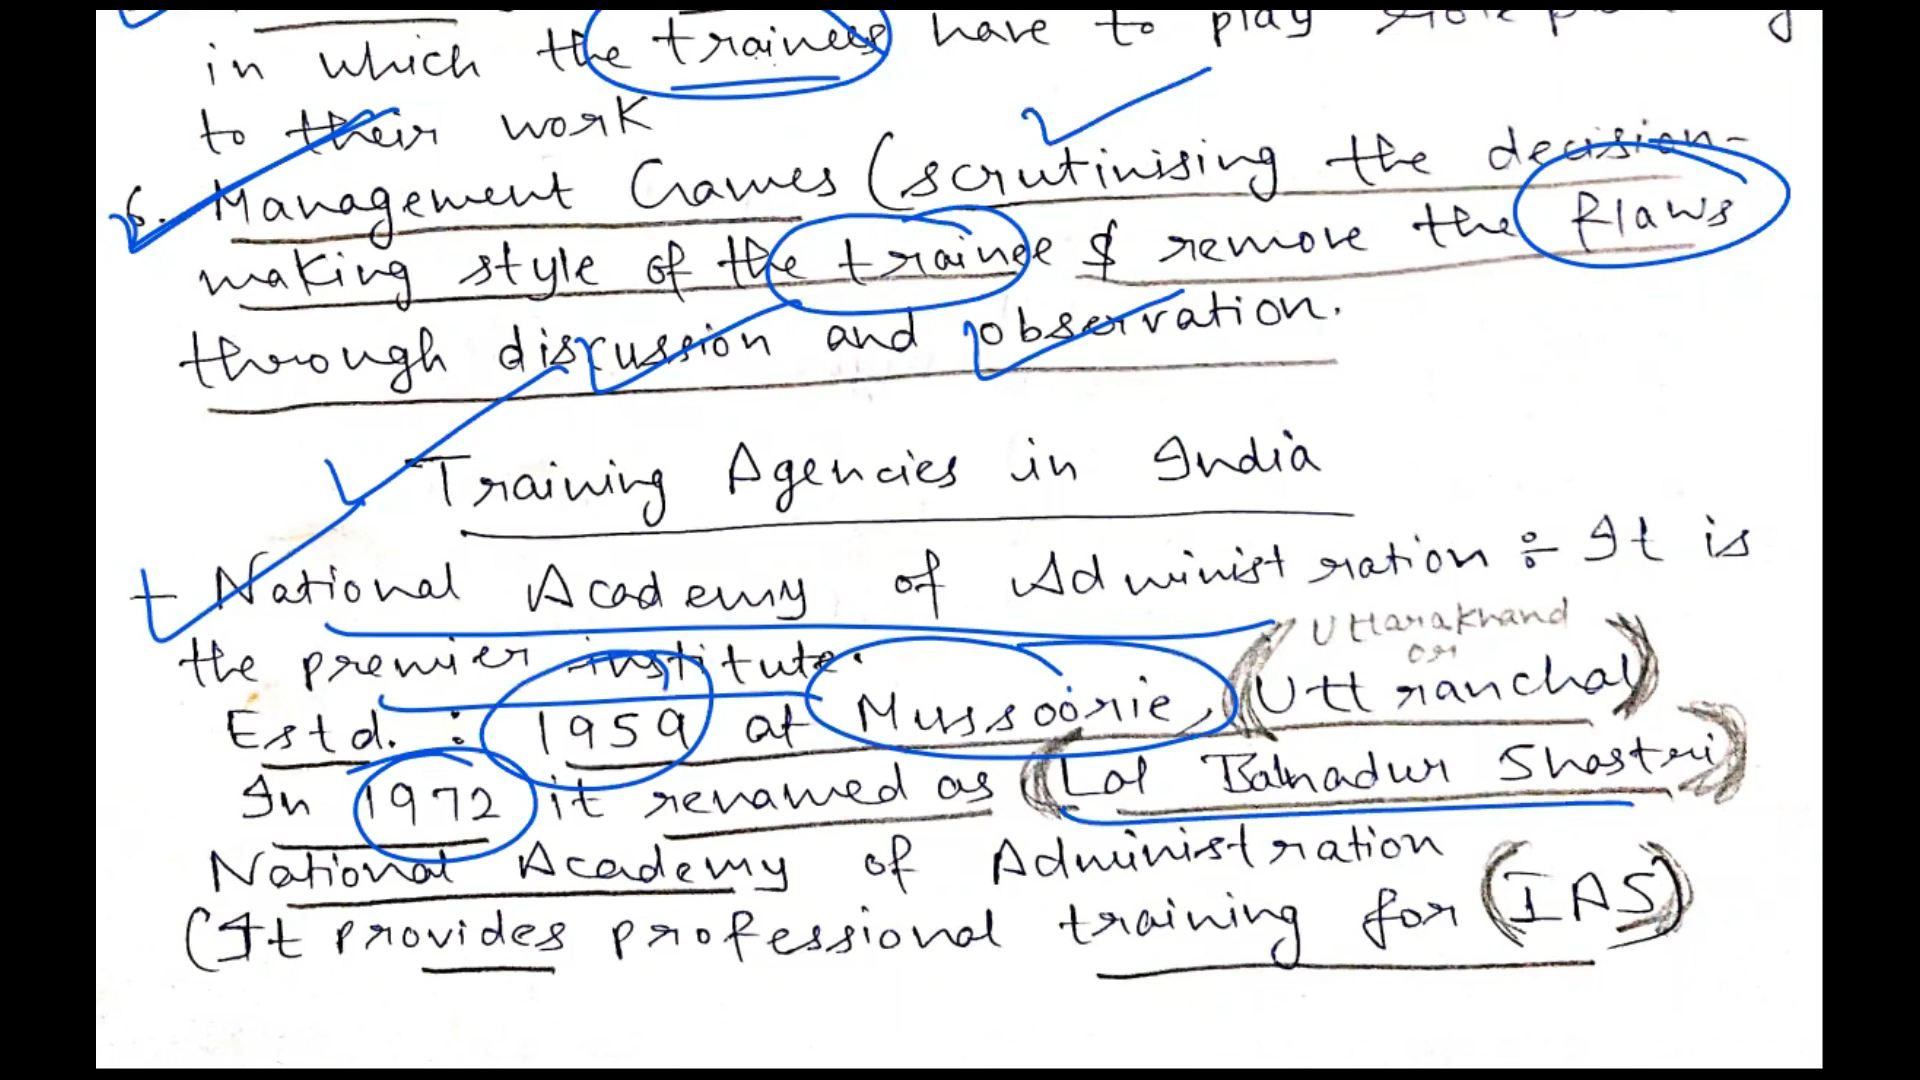 in which the trainees have to play
to their work
6. Management Games (scrutinising the decision-
making style of the trainee & remove the flaws
through discussion and observation.
Training Agencies in India
National Academy of Administration ÷ It is
the premier institute.
Uttarakhand
or
Estd. : 1959 at Mussoorie, (Uttranchal)
In 1972 it renamed as (Lal Bahadur Shastri)
National Academy of Administration
(It provides professional training for (IAS)